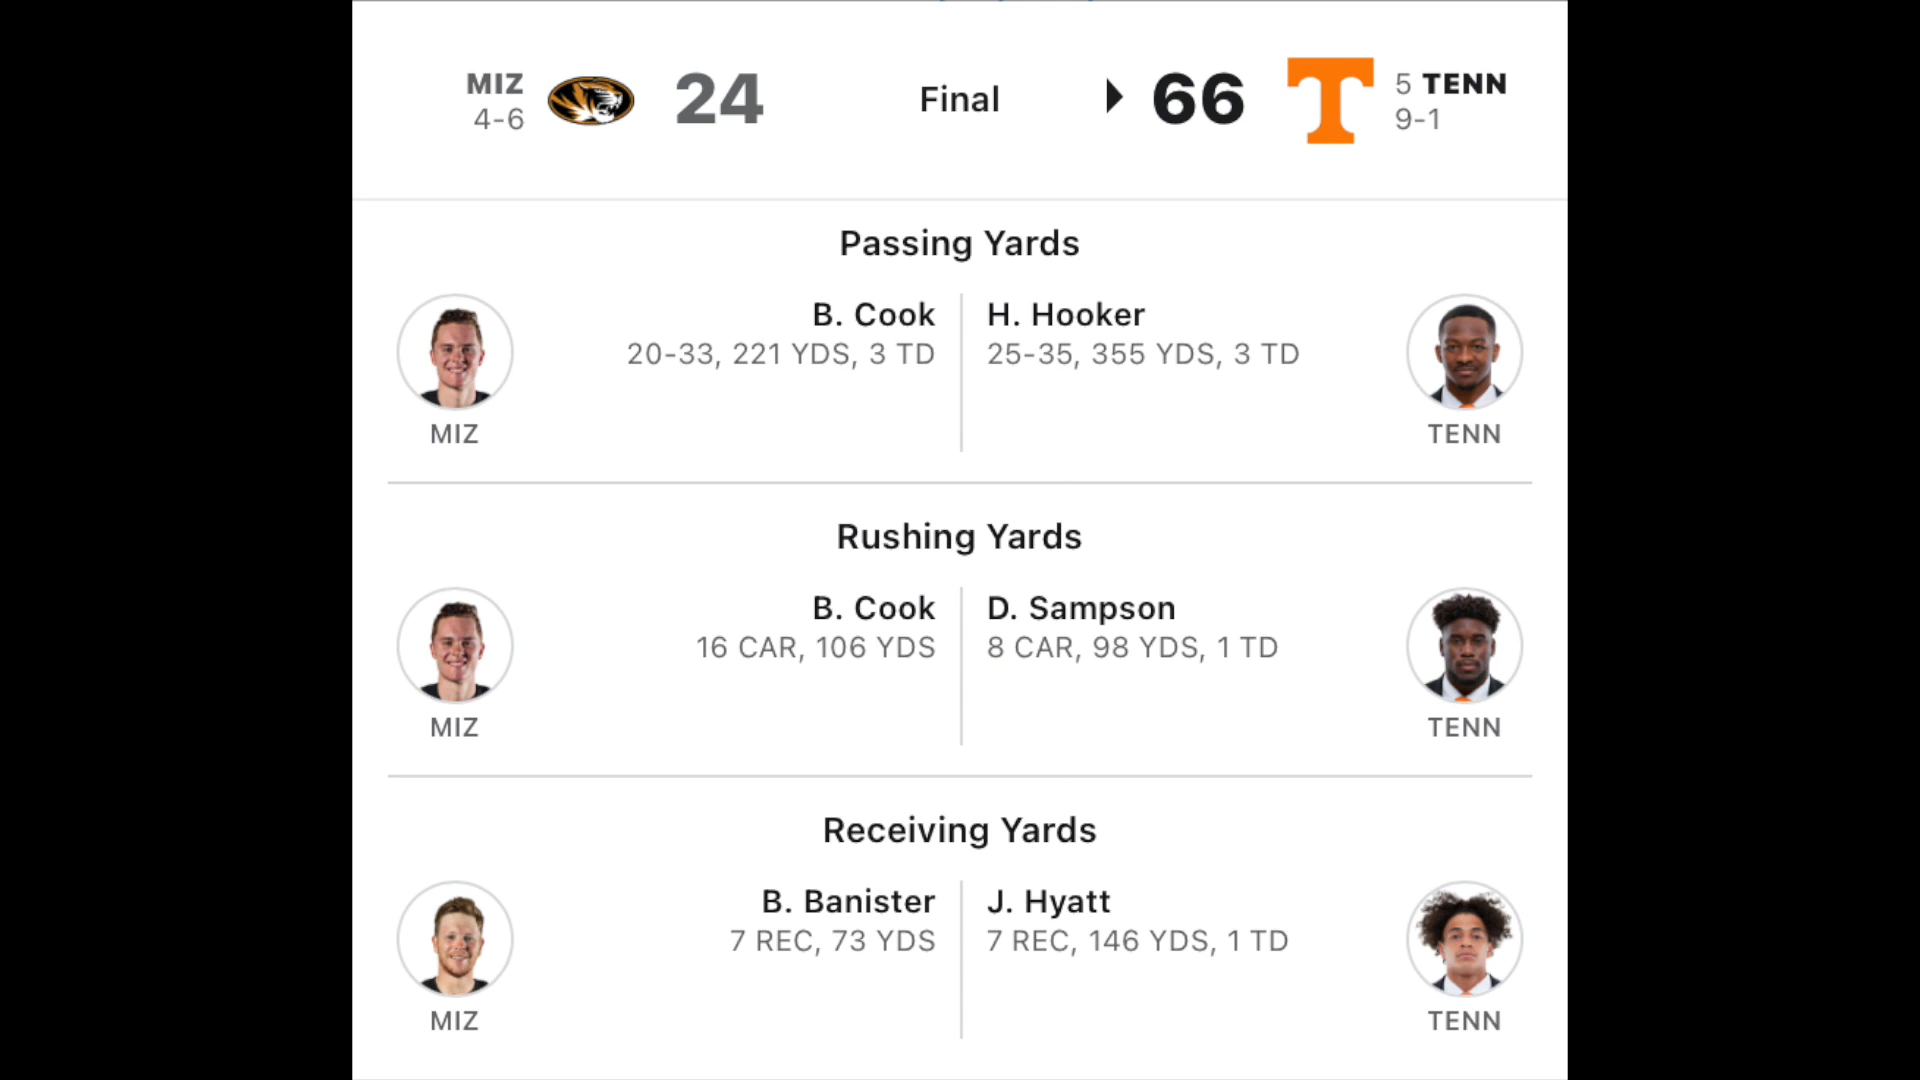 MIZ
4-6
24
Final
66
T
5 TENN
9-1
Passing Yards
B. Cook
20-33, 221 YDS, 3 TD
MIZ
H. Hooker
25-35, 355 YDS, 3 TD
TENN
Rushing Yards
B. Cook
16 CAR, 106 YDS
MIZ
D. Sampson
8 CAR, 98 YDS, 1 TD
TENN
Receiving Yards
B. Banister
7 REC, 73 YDS
MIZ
J. Hyatt
7 REC, 146 YDS, 1 TD
TENN